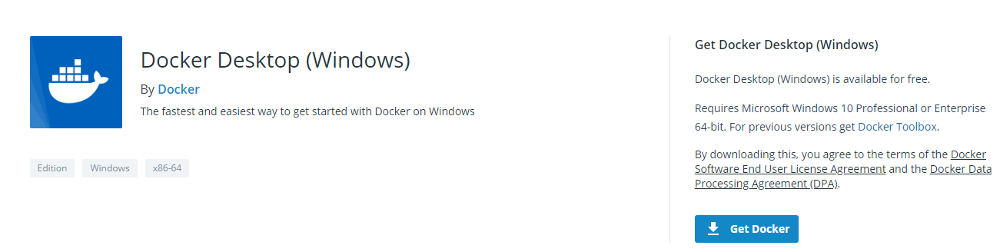 Docker Desktop (Windows)
By Docker
The fastest and easiest way to get started with Docker on Windows
Edition
Windows
x86-64
Get Docker Desktop (Windows)
Docker Desktop (Windows) is available for free.
Requires Microsoft Windows 10 Professional or Enterprise
64-bit. For previous versions get Docker Toolbox.
By downloading this, you agree to the terms of the Docker
Software End User License Agreement and the Docker Data
Processing Agreement (DPA).
Get Docker